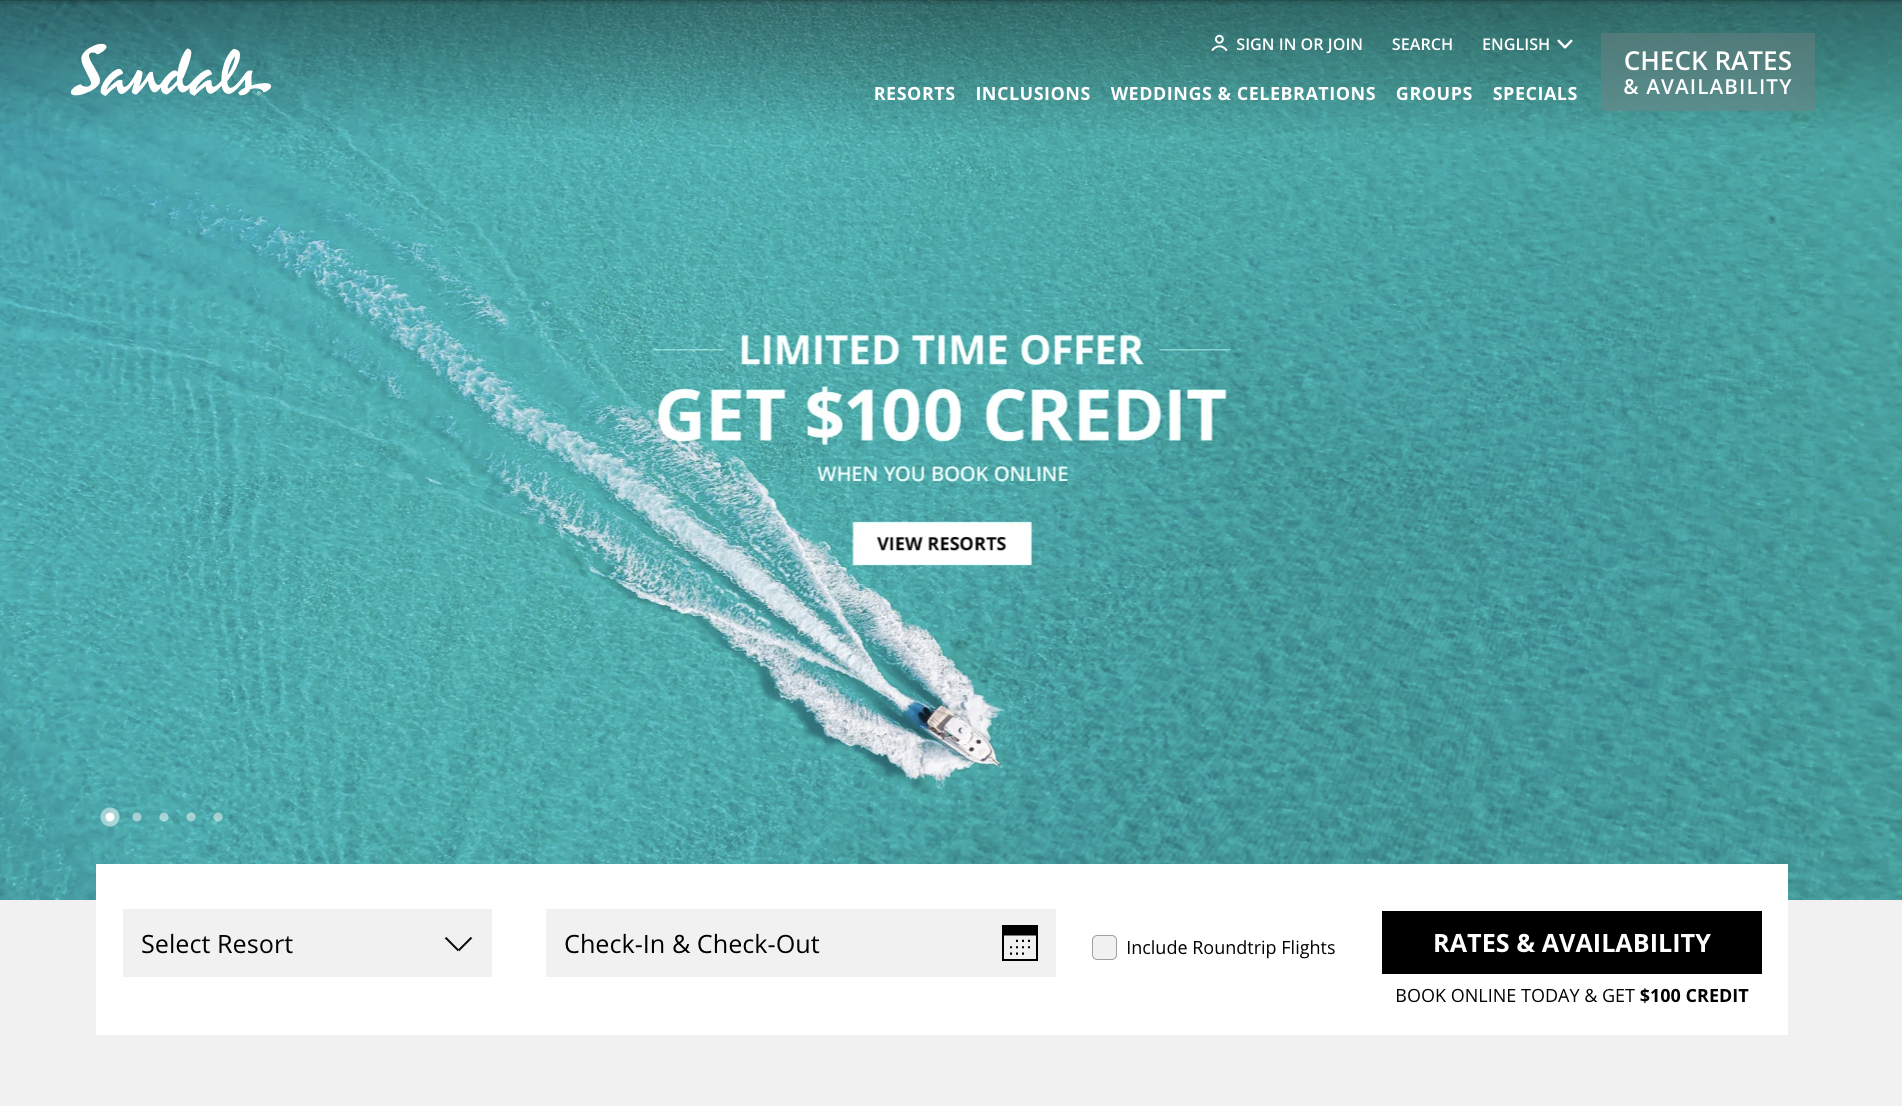 Sandals
SIGN IN OR JOIN SEARCH ENGLISH
RESORTS INCLUSIONS WEDDINGS & CELEBRATIONS GROUPS SPECIALS
CHECK RATES
& AVAILABILITY
LIMITED TIME OFFER
GET $100 CREDIT
WHEN YOU BOOK ONLINE
VIEW RESORTS
Select Resort
Check-In & Check-Out
Include Roundtrip Flights
RATES & AVAILABILITY
BOOK ONLINE TODAY & GET $100 CREDIT